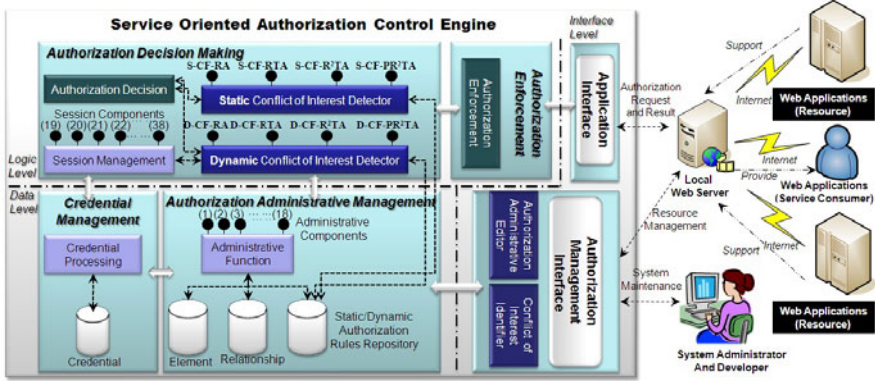 Service Oriented Authorization Control Engine
Interface
Level
Authorization Decision Making
S-CF-RA S-CF-RTA S-CF-R²TA S-CF-PR²TA
Authorization Decision
Static Conflict of Interest Detector
Session Components
(19) (20) (21) (22) ... ... (38)
D-CF-RA D-CF-RTA D-CF-R²TA D-CF-PR²TA
Session Management
Dynamic Conflict of Interest Detector
Logic
Level
Authorization
Enforcement
Authorization
Enforcement
Application
Interface
Data
Level
Credential
Management
Credential
Processing
Credential
Authorization Administrative Management
(1) (2) (3) ... ... (18)
Administrative
Components
Administrative
Function
Static/Dynamic
Authorization
Rules Repository
Element
Relationship
Authorization
Administrative
Editor
Conflict of
Interest
Identifier
Authorization
Management
Interface
Authorization
Request
and Result
Resource
Management
System
Maintenance
Support
Internet
Web Applications
(Resource)
Local
Web Server
Internet
Provide
Web Applications
(Service Consumer)
Internet
Support
Web Applications
(Resource)
System Administrator
And Developer